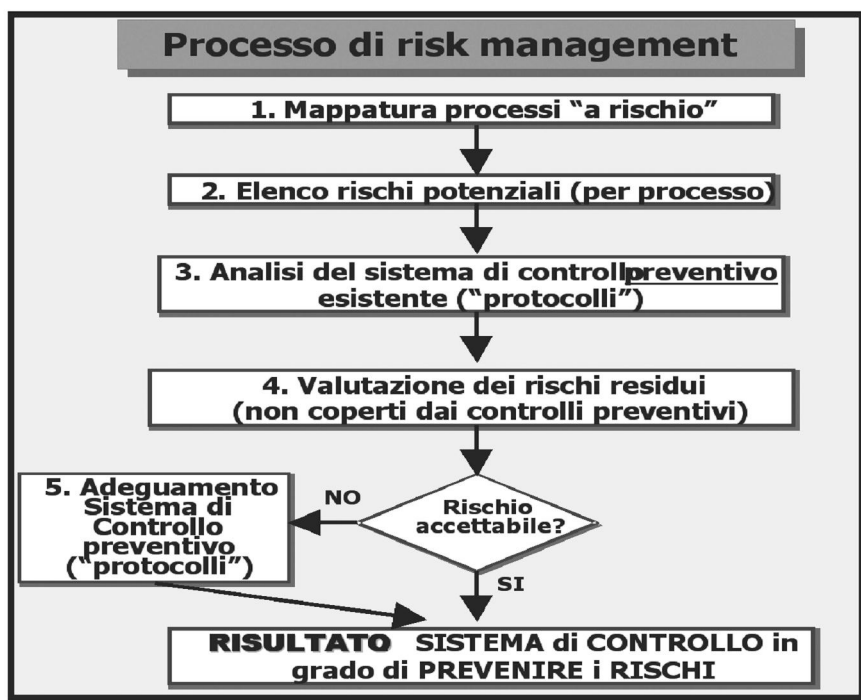 Processo di risk management
1. Mappatura processi “a rischio”
2. Elenco rischi potenziali (per processo)
3. Analisi del sistema di controllo preventivo
esistente (“protocolli”)
4. Valutazione dei rischi residui
(non coperti dai controlli preventivi)
5. Adeguamento
Sistema di
Controllo
preventivo
(“protocolli”)
NO
Rischio
accettabile?
SI
RISULTATO SISTEMA di CONTROLLO in
grado di PREVENIRE i RISCHI